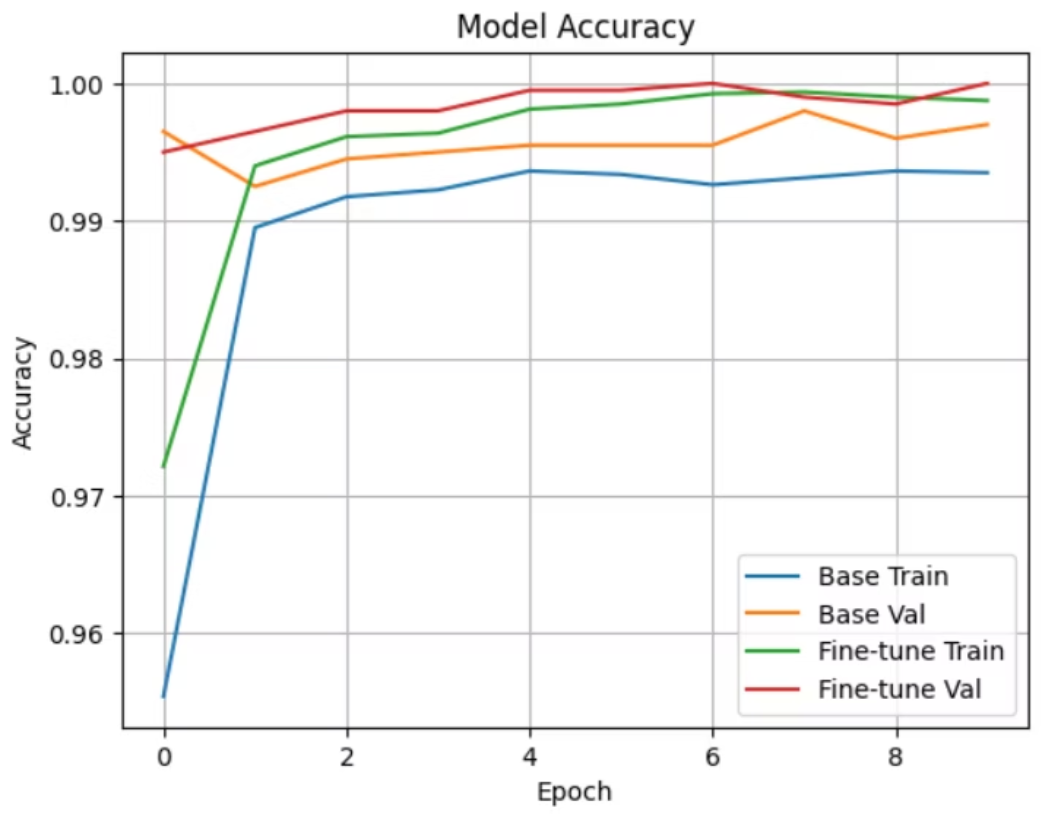 Model Accuracy
1.00
0.99
0.98
0.97
0.96
Accuracy
0 2 4 6 8
Epoch
Base Train
Base Val
Fine-tune Train
Fine-tune Val